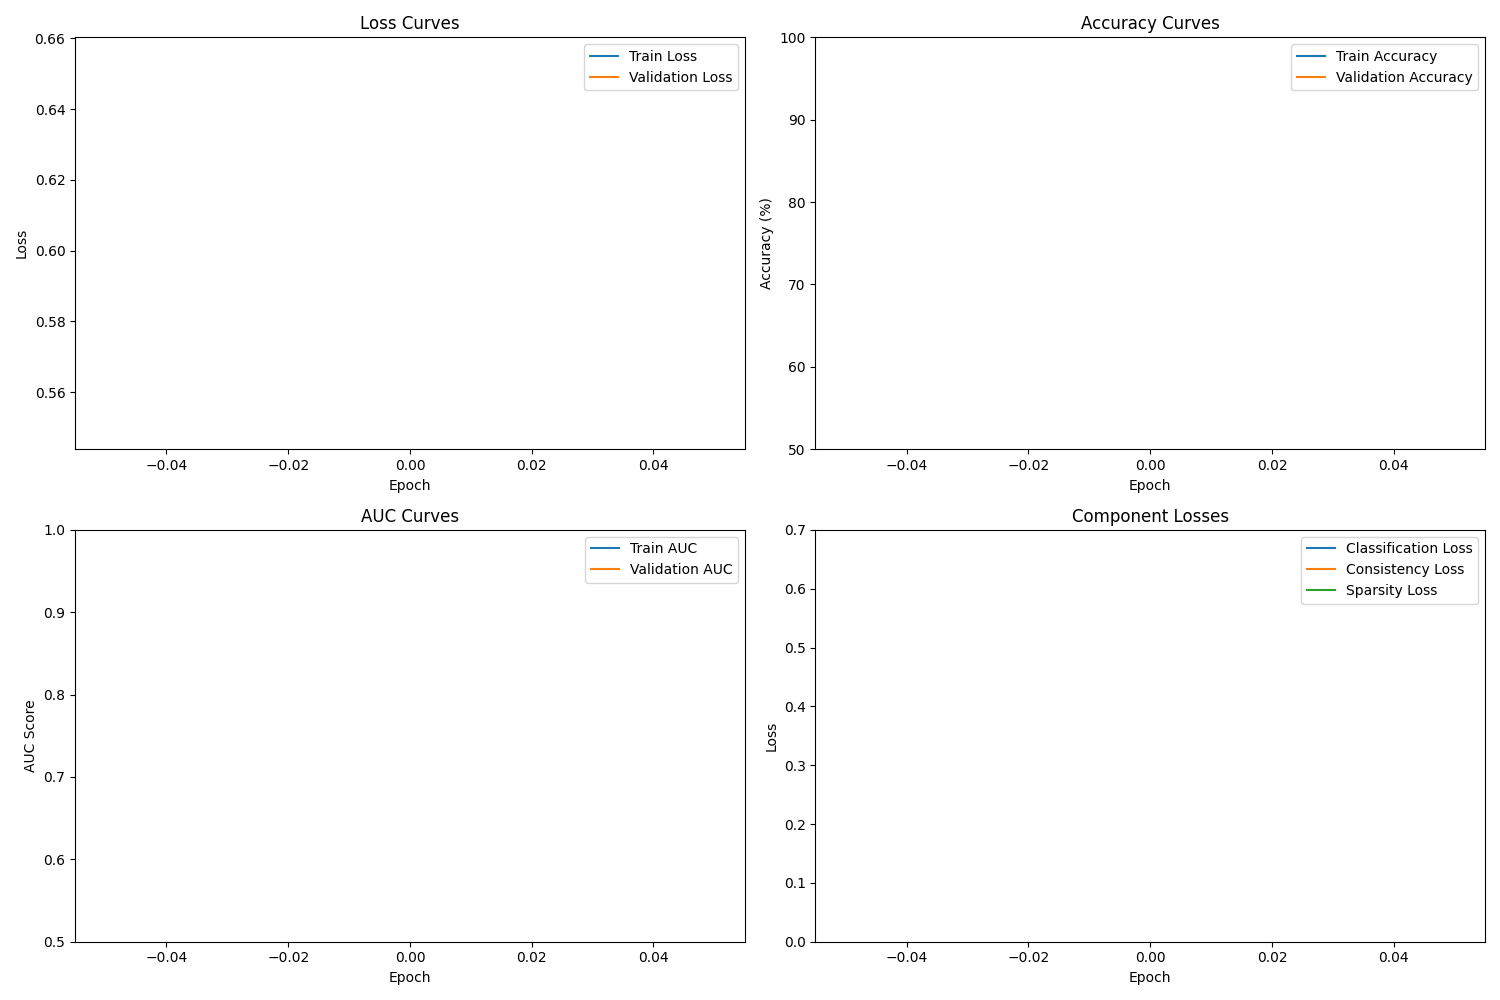 Loss Curves
0.66
0.64
0.62
0.60
0.58
0.56
Loss
Train Loss
Validation Loss
−0.04 −0.02 0.00 0.02 0.04
Epoch
Accuracy Curves
100
90
80
70
60
50
Accuracy (%)
Train Accuracy
Validation Accuracy
−0.04 −0.02 0.00 0.02 0.04
Epoch
AUC Curves
1.0
0.9
0.8
0.7
0.6
0.5
AUC Score
Train AUC
Validation AUC
−0.04 −0.02 0.00 0.02 0.04
Epoch
Component Losses
0.7
0.6
0.5
0.4
0.3
0.2
0.1
0.0
Loss
Classification Loss
Consistency Loss
Sparsity Loss
−0.04 −0.02 0.00 0.02 0.04
Epoch